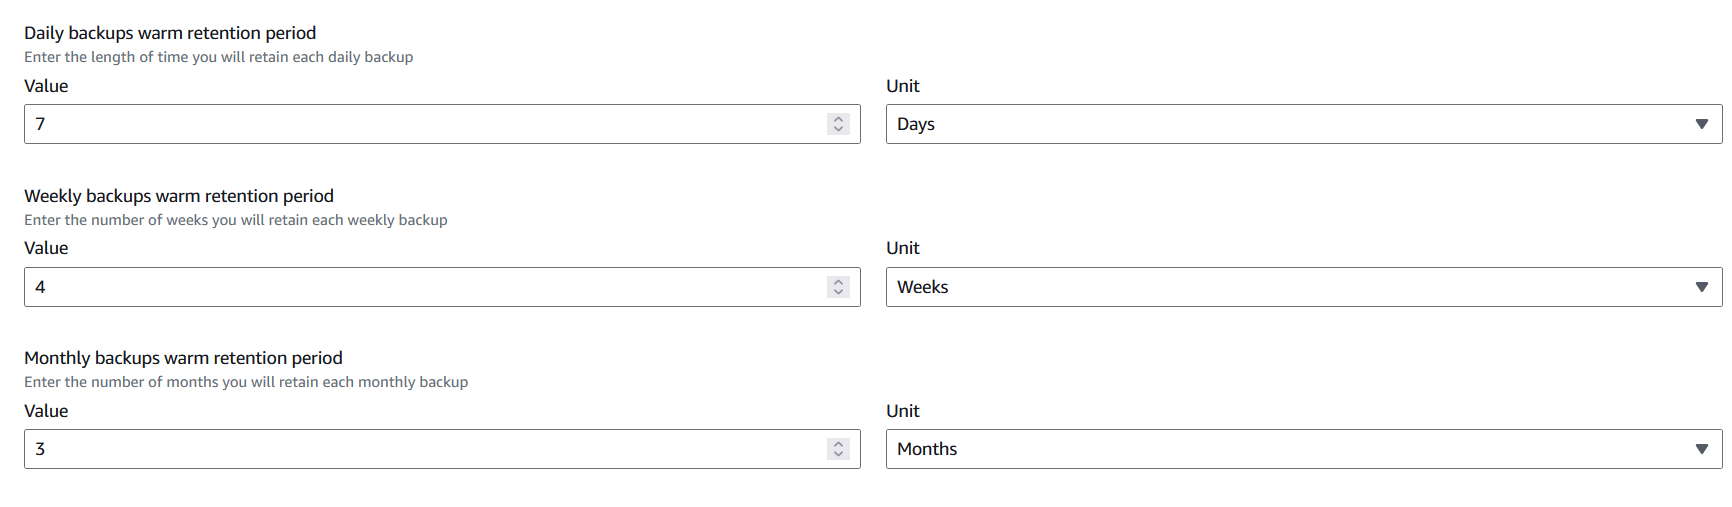 Daily backups warm retention period
Enter the length of time you will retain each daily backup
Value
Unit
7
Days
Weekly backups warm retention period
Enter the number of weeks you will retain each weekly backup
Value
Unit
4
Weeks
Monthly backups warm retention period
Enter the number of months you will retain each monthly backup
Value
Unit
3
Months